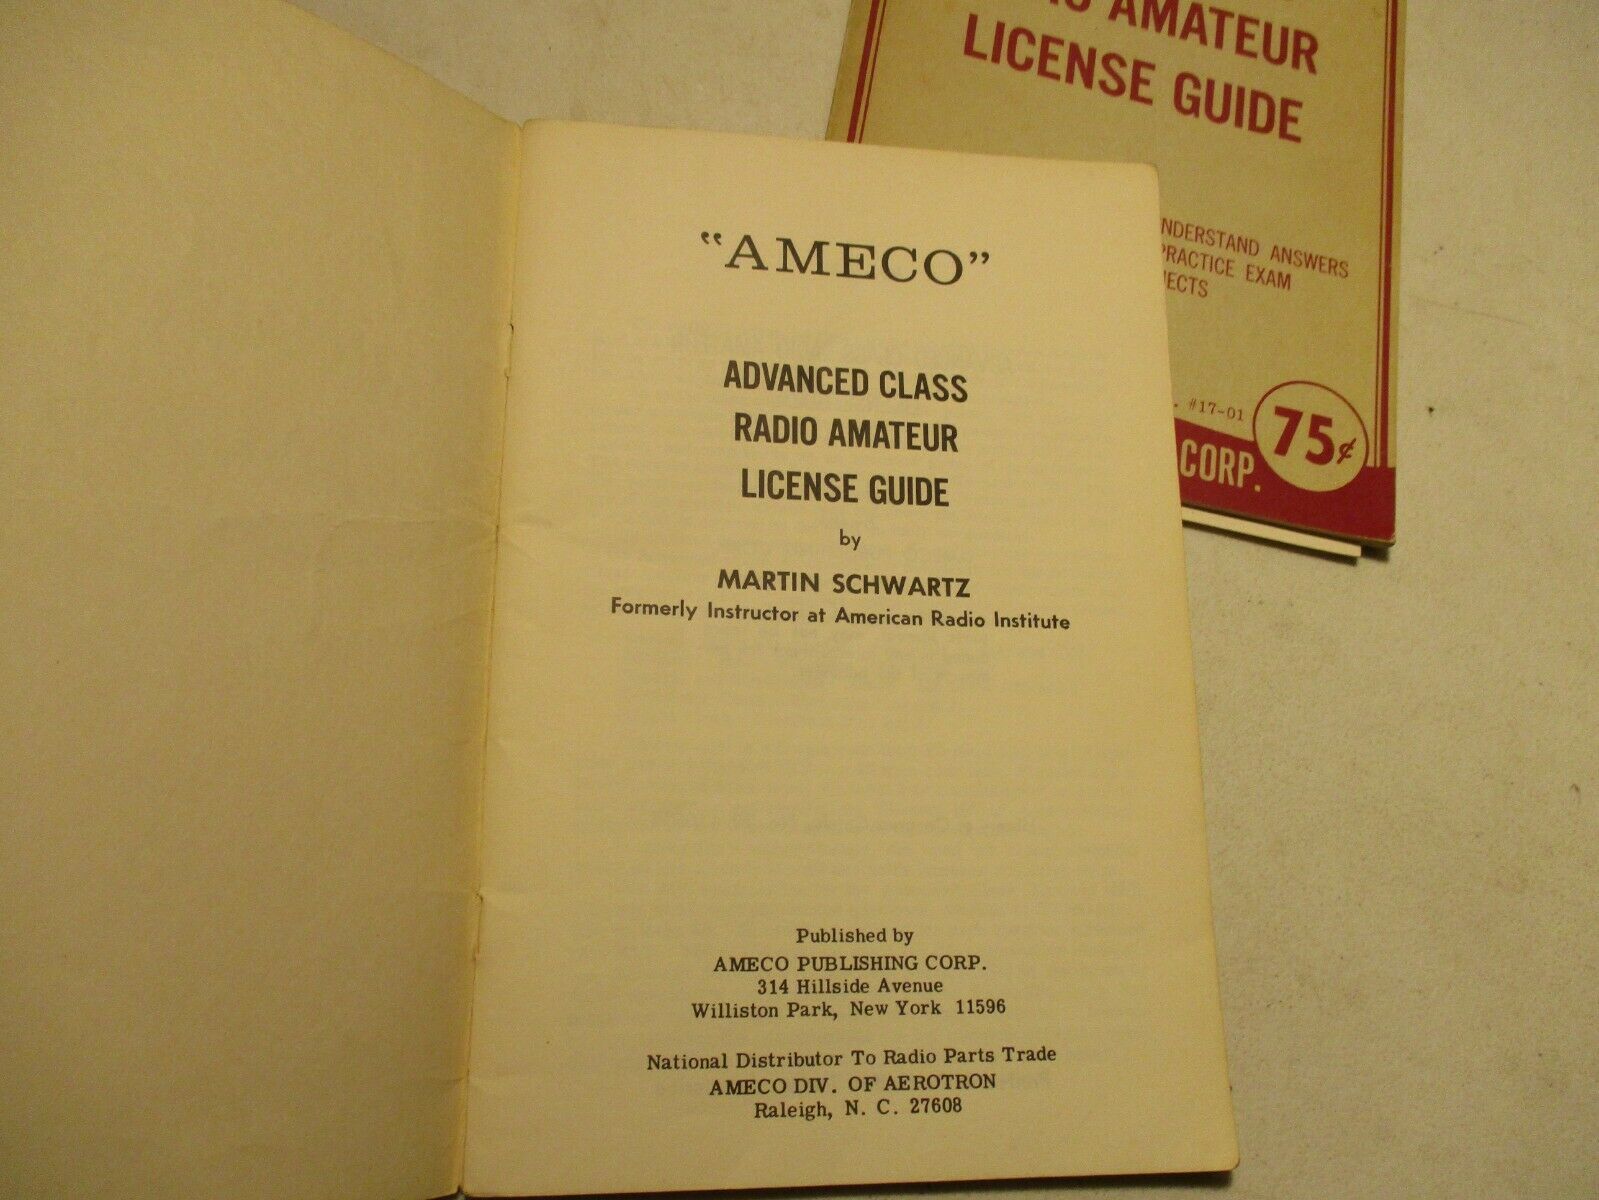 "AMECO"
ADVANCED CLASS
RADIO AMATEUR
LICENSE GUIDE
by
MARTIN SCHWARTZ
Formerly Instructor at American Radio Institute
Published by
AMECO PUBLISHING CORP.
314 Hillside Avenue
Williston Park, New York 11596
National Distributor To Radio Parts Trade
AMECO DIV. OF AEROTRON
Raleigh, N. C. 27608
AMATEUR
LICENSE GUIDE
ANSWERS
PRACTICE EXAM
#17-01
75¢
CORP.